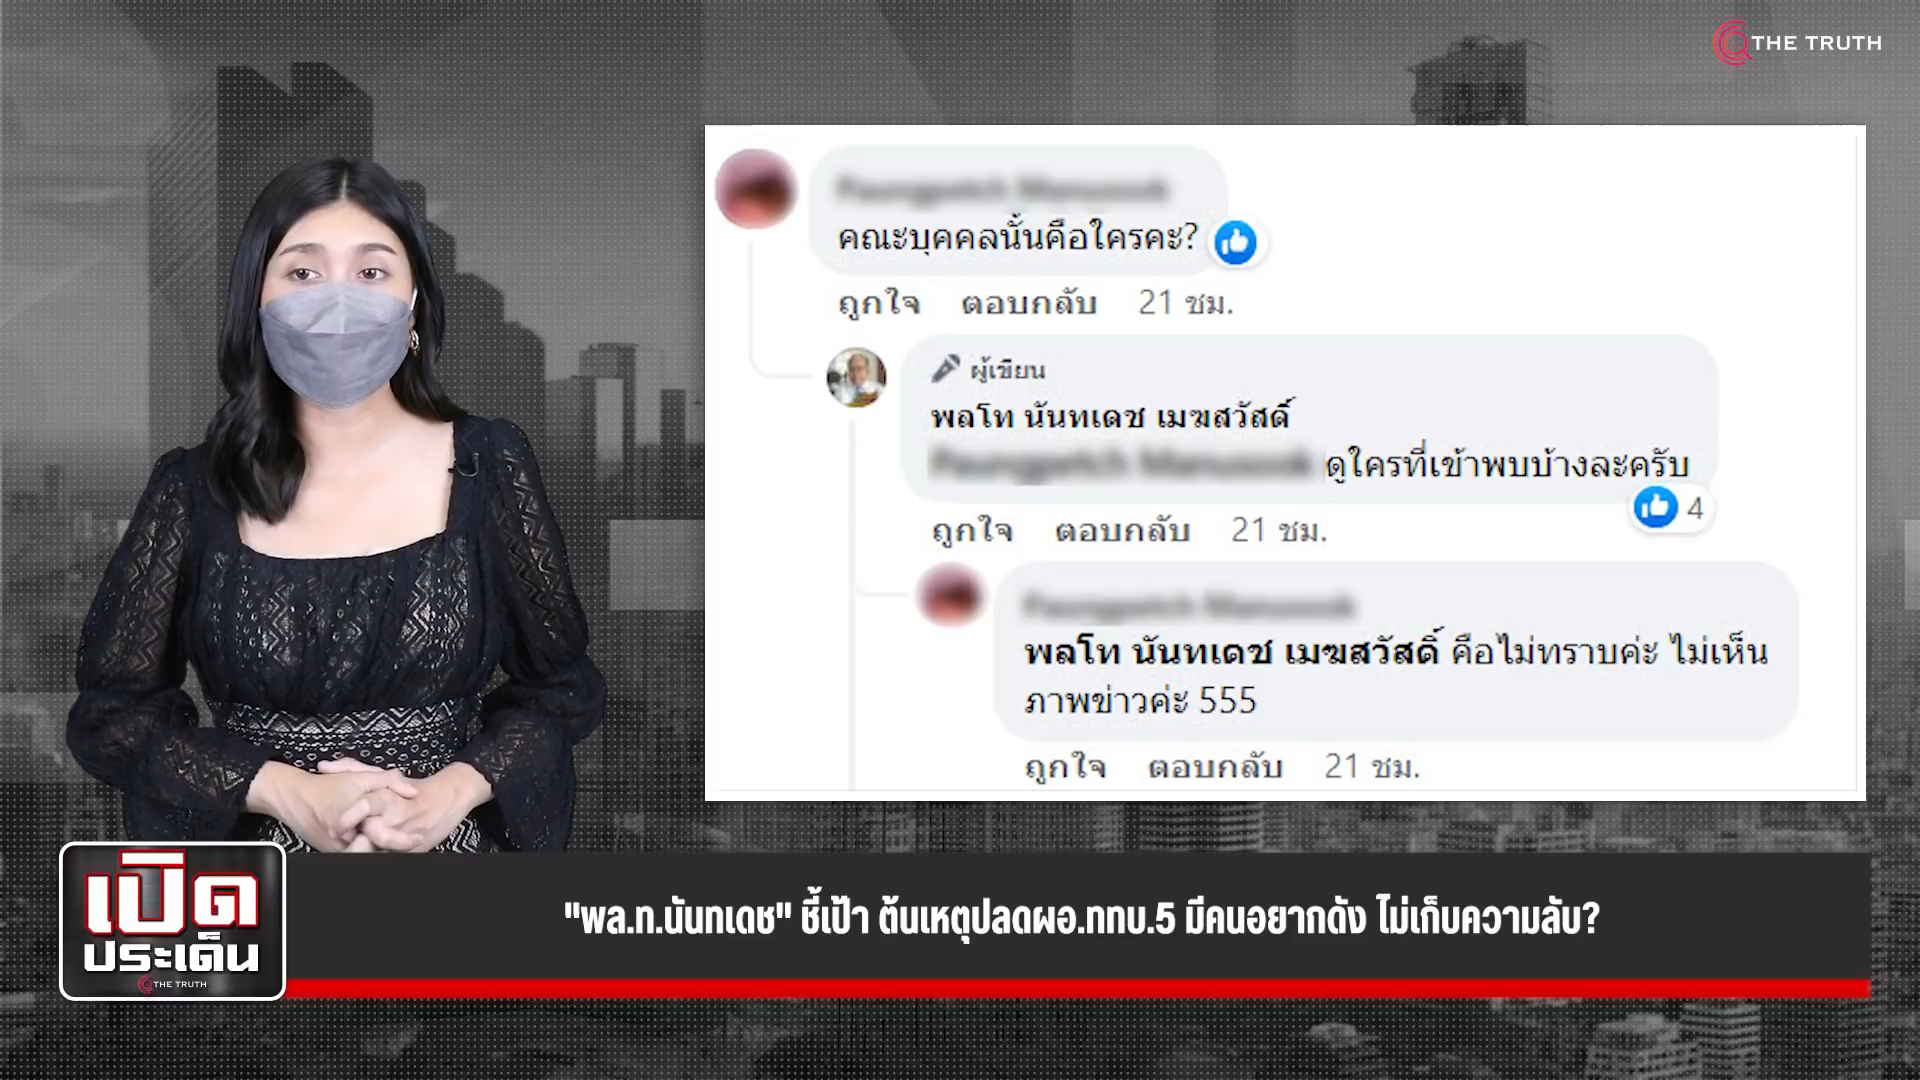 THE TRUTH
คณะบุคคลนั้นคือใครคะ?
ถูกใจ ตอบกลับ 21 ชม.
ผู้เขียน
พลโท นันทเดช เมฆสวัสดิ์
ดูใครที่เข้าพบบ้างละครับ
4
ถูกใจ ตอบกลับ 21 ชม.
พลโท นันทเดช เมฆสวัสดิ์ คือไม่ทราบค่ะ ไม่เห็น
ภาพข่าวค่ะ 555
ถูกใจ ตอบกลับ 21 ชม.
เปิด
ประเด็น
THE TRUTH
"พล.ท.นันทเดช" ชี้เป้า ต้นเหตุปลดผอ.ททบ.5 มีคนอยากดัง ไม่เก็บความลับ?